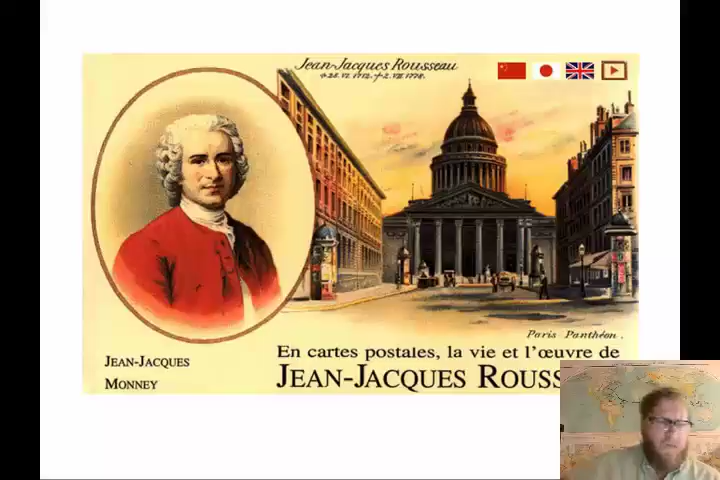 Jean-Jacques Rousseau
Paris Panthéon.
En cartes postales, la vie et l'œuvre de
JEAN-JACQUES ROUSS
JEAN-JACQUES
MONNEY